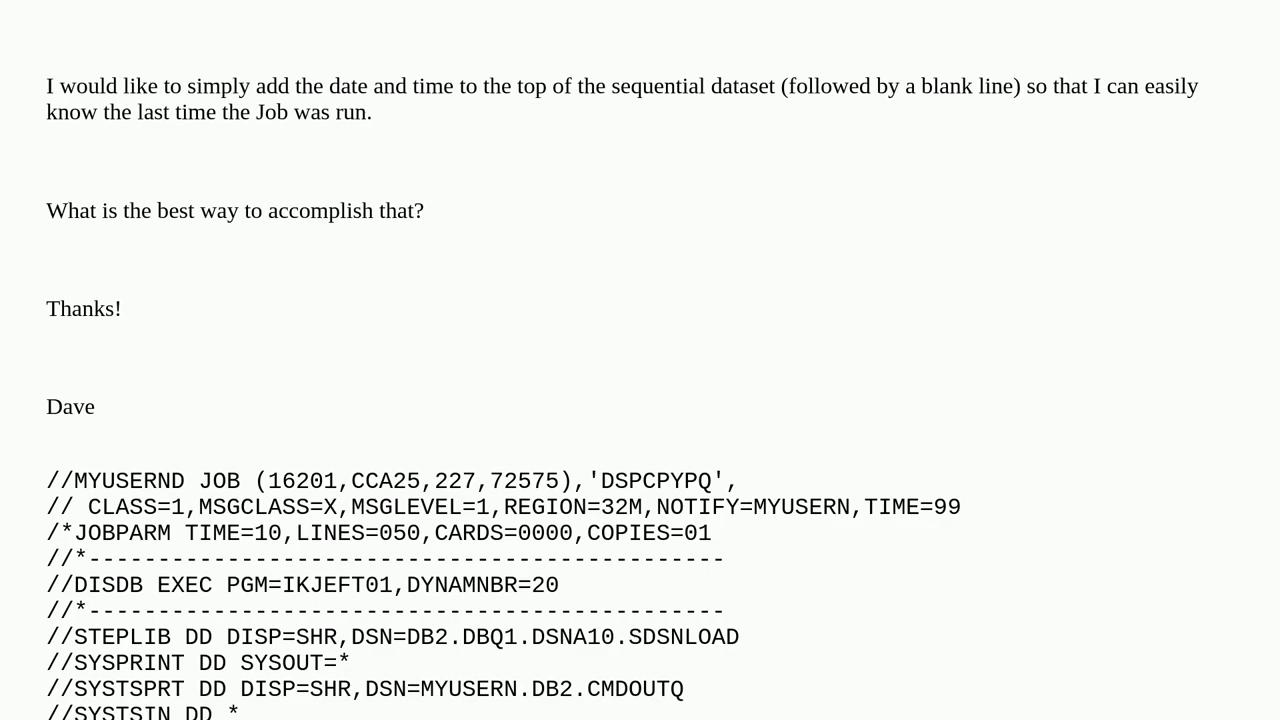 I would like to simply add the date and time to the top of the sequential dataset (followed by a blank line) so that I can easily
know the last time the Job was run.
What is the best way to accomplish that?
Thanks!
Dave
//MYUSERND JOB (16201,CCA25,227,72575),'DSPCPYPQ',
// CLASS=1,MSGCLASS=X,MSGLEVEL=1,REGION=32M,NOTIFY=MYUSERN,TIME=99
/*JOBPARM TIME=10,LINES=050,CARDS=0000,COPIES=01
//*----------------------------------------------
//DISDB EXEC PGM=IKJEFT01,DYNAMNBR=20
//*----------------------------------------------
//STEPLIB DD DISP=SHR,DSN=DB2.DBQ1.DSNA10.SDSNLOAD
//SYSPRINT DD SYSOUT=*
//SYSTSPRT DD DISP=SHR,DSN=MYUSERN.DB2.CMDOUTQ
//SYSTSIN DD *